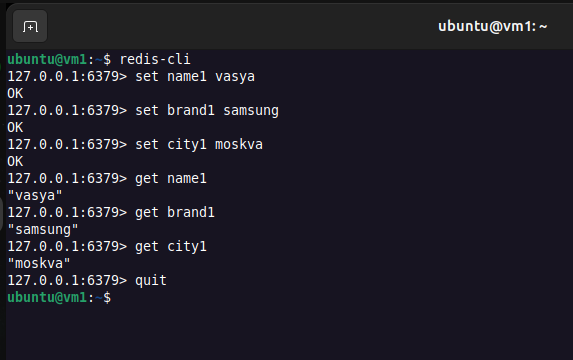 ubuntu@vm1: ~
ubuntu@vm1:~$ redis-cli
127.0.0.1:6379> set name1 vasya
OK
127.0.0.1:6379> set brand1 samsung
OK
127.0.0.1:6379> set city1 moskva
OK
127.0.0.1:6379> get name1
"vasya"
127.0.0.1:6379> get brand1
"samsung"
127.0.0.1:6379> get city1
"moskva"
127.0.0.1:6379> quit
ubuntu@vm1:~$